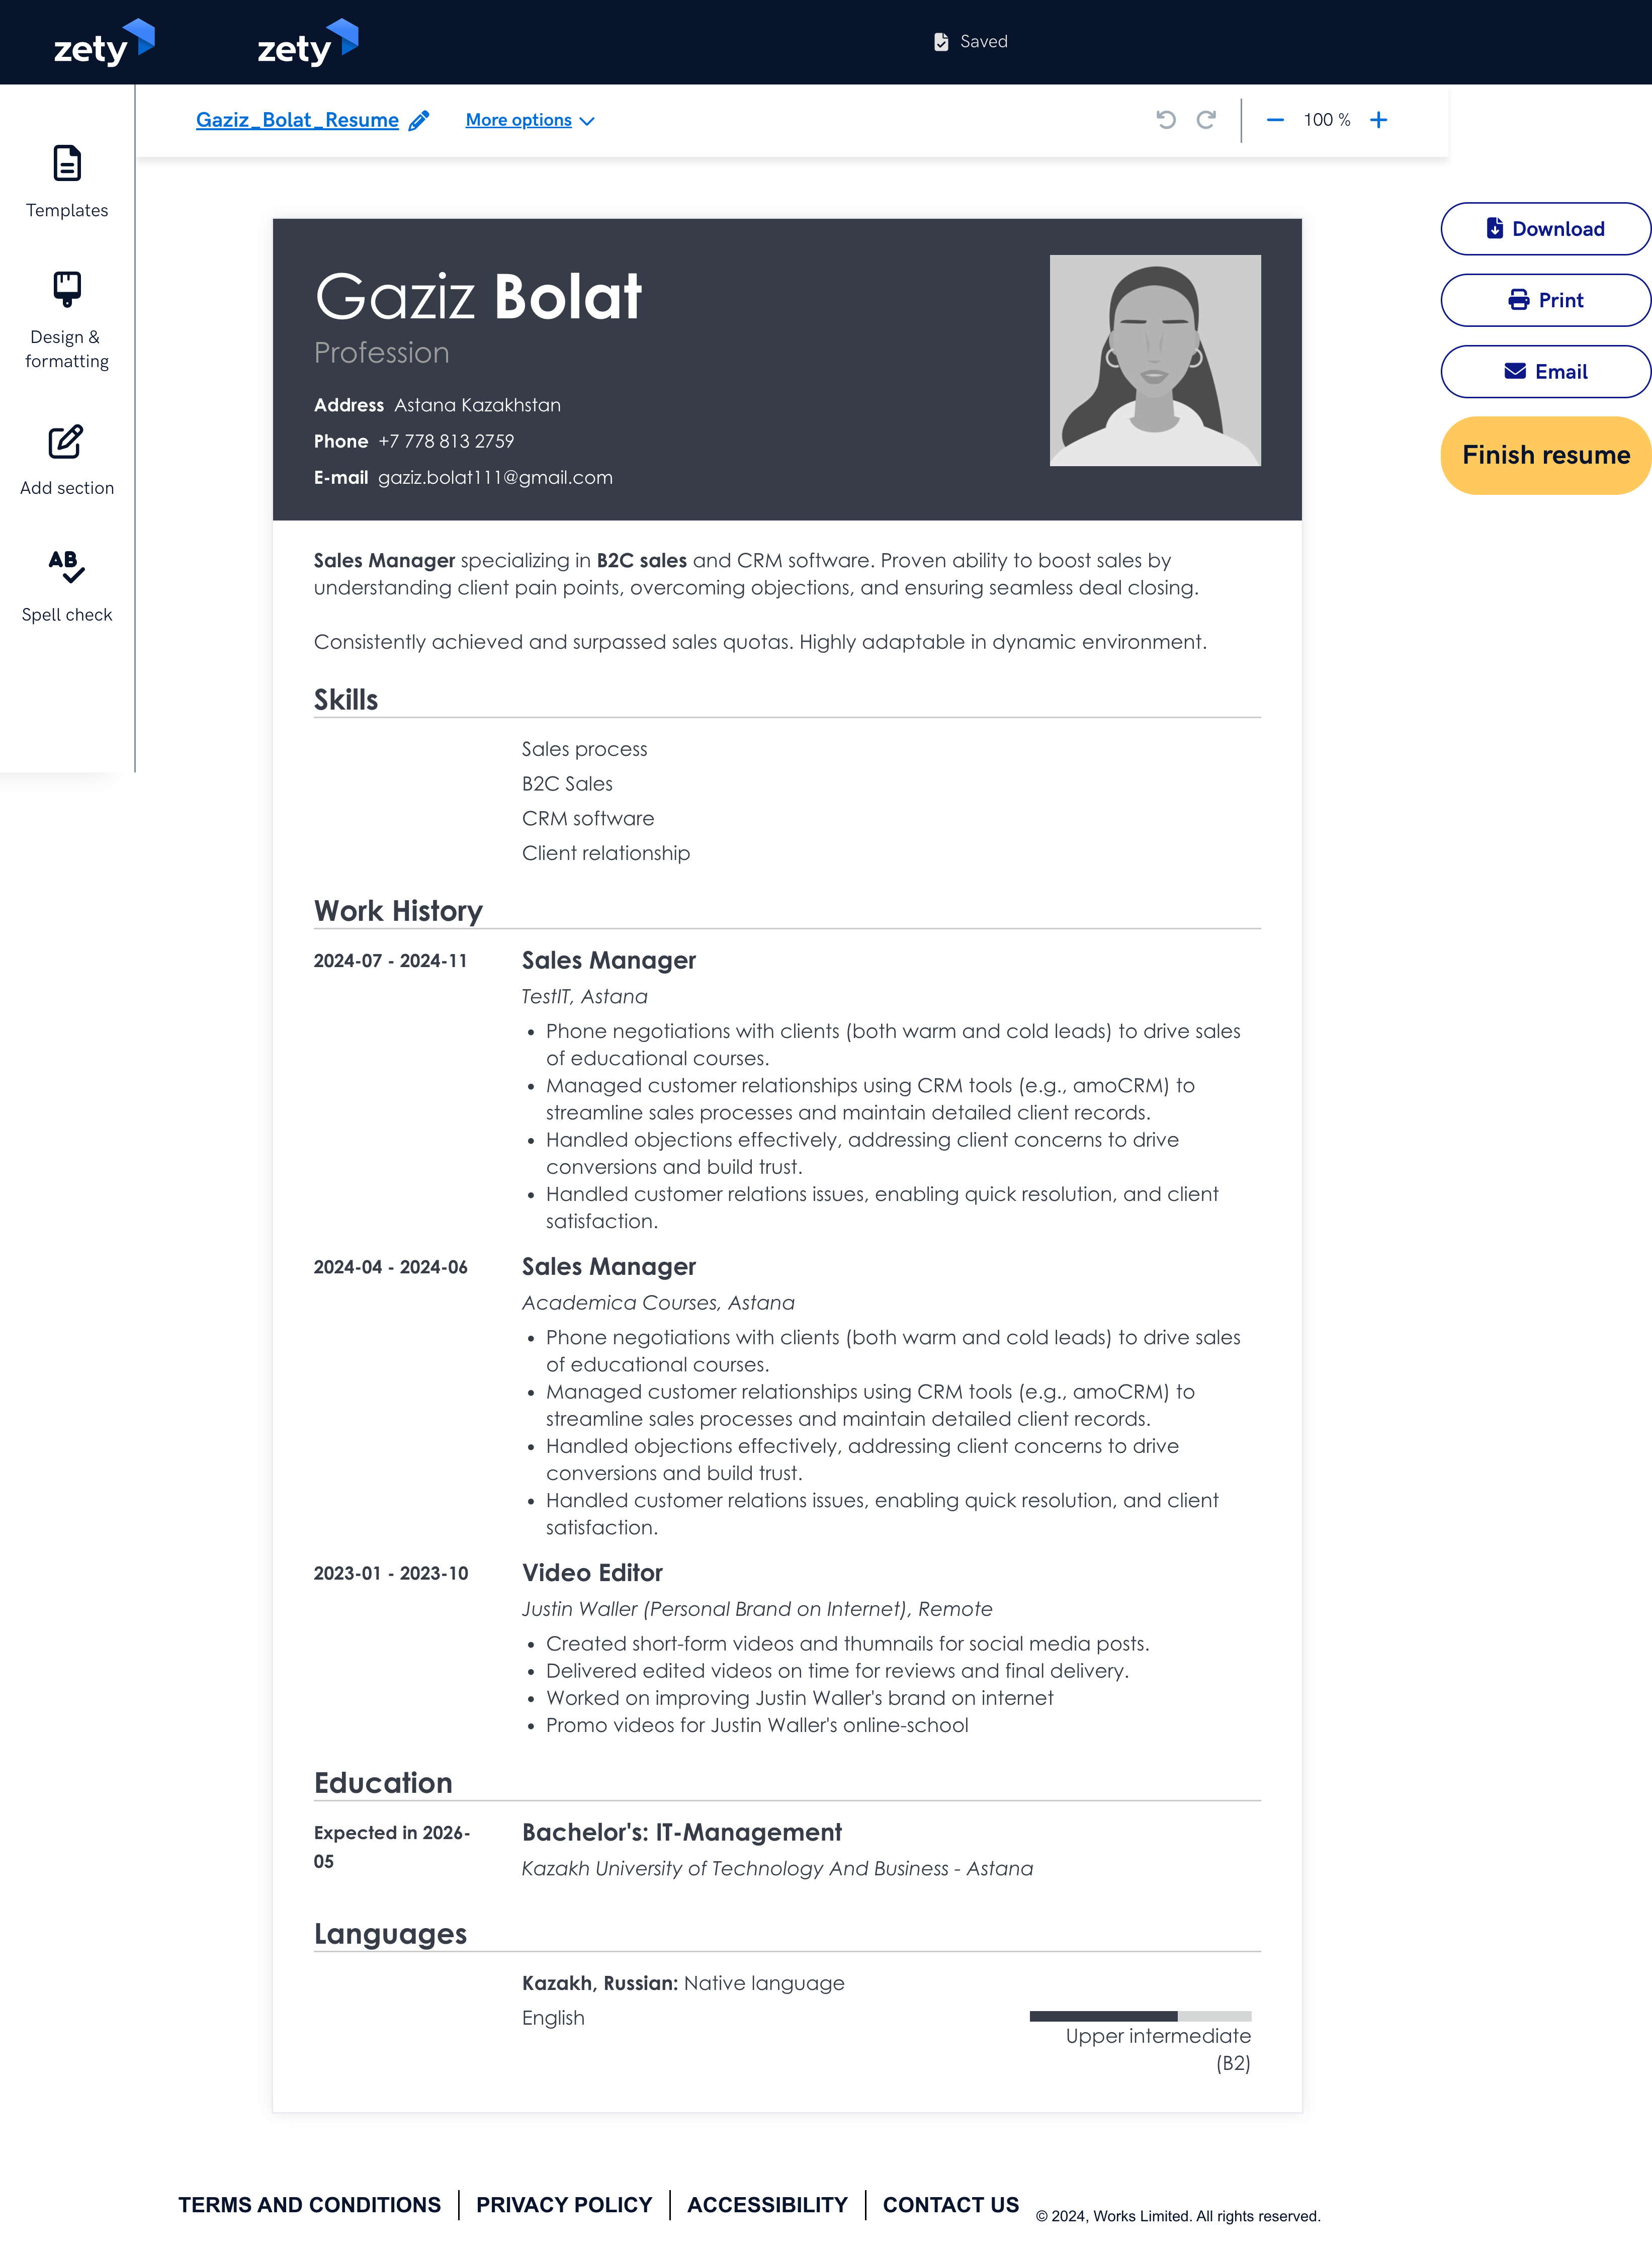 zety
zety
Saved
Gaziz_Bolat_Resume
More options
100 %
Templates
Design &
formatting
Add section
AB
Spell check
Download
Print
Email
Finish resume
Gaziz Bolat
Profession
Address Astana Kazakhstan
Phone +7 778 813 2759
E-mail gaziz.bolat111@gmail.com
Sales Manager specializing in B2C sales and CRM software. Proven ability to boost sales by
understanding client pain points, overcoming objections, and ensuring seamless deal closing.
Consistently achieved and surpassed sales quotas. Highly adaptable in dynamic environment.
Skills
Sales process
B2C Sales
CRM software
Client relationship
Work History
2024-07 - 2024-11
Sales Manager
TestIT, Astana
• Phone negotiations with clients (both warm and cold leads) to drive sales
of educational courses.
• Managed customer relationships using CRM tools (e.g., amoCRM) to
streamline sales processes and maintain detailed client records.
• Handled objections effectively, addressing client concerns to drive
conversions and build trust.
• Handled customer relations issues, enabling quick resolution, and client
satisfaction.
2024-04 - 2024-06
Sales Manager
Academica Courses, Astana
• Phone negotiations with clients (both warm and cold leads) to drive sales
of educational courses.
• Managed customer relationships using CRM tools (e.g., amoCRM) to
streamline sales processes and maintain detailed client records.
• Handled objections effectively, addressing client concerns to drive
conversions and build trust.
• Handled customer relations issues, enabling quick resolution, and client
satisfaction.
2023-01 - 2023-10
Video Editor
Justin Waller (Personal Brand on Internet), Remote
• Created short-form videos and thumnails for social media posts.
• Delivered edited videos on time for reviews and final delivery.
• Worked on improving Justin Waller's brand on internet
• Promo videos for Justin Waller's online-school
Education
Expected in 2026-
05
Bachelor's: IT-Management
Kazakh University of Technology And Business - Astana
Languages
Kazakh, Russian: Native language
English
Upper intermediate
(B2)
TERMS AND CONDITIONS
PRIVACY POLICY
ACCESSIBILITY
CONTACT US
© 2024, Works Limited. All rights reserved.